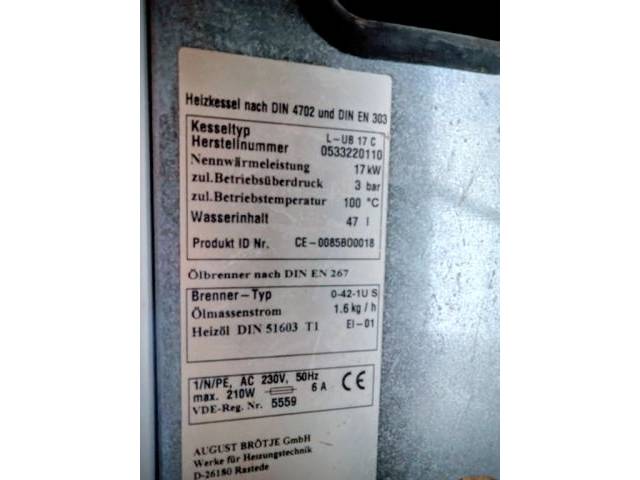 Heizkessel nach DIN 4702 und DIN EN 303
Kesseltyp L-UB 17 C
Herstellnummer 0533220110
Nennwärmeleistung 17 kW
zul.Betriebsüberdruck 3 bar
zul.Betriebstemperatur 100 °C
Wasserinhalt 47 l
Produkt ID Nr. CE-0085BO0018
Ölbrenner nach DIN EN 267
Brenner-Typ 0-42-1U S
Ölmassenstrom 1.6 kg / h
Heizöl DIN 51603 T1 El-01
1/N/PE, AC 230V, 50Hz
max. 210W 6 A CE
VDE-Reg. Nr. 5559
AUGUST BRÖTJE GmbH
Werke für Heizungstechnik
D-26180 Rastede